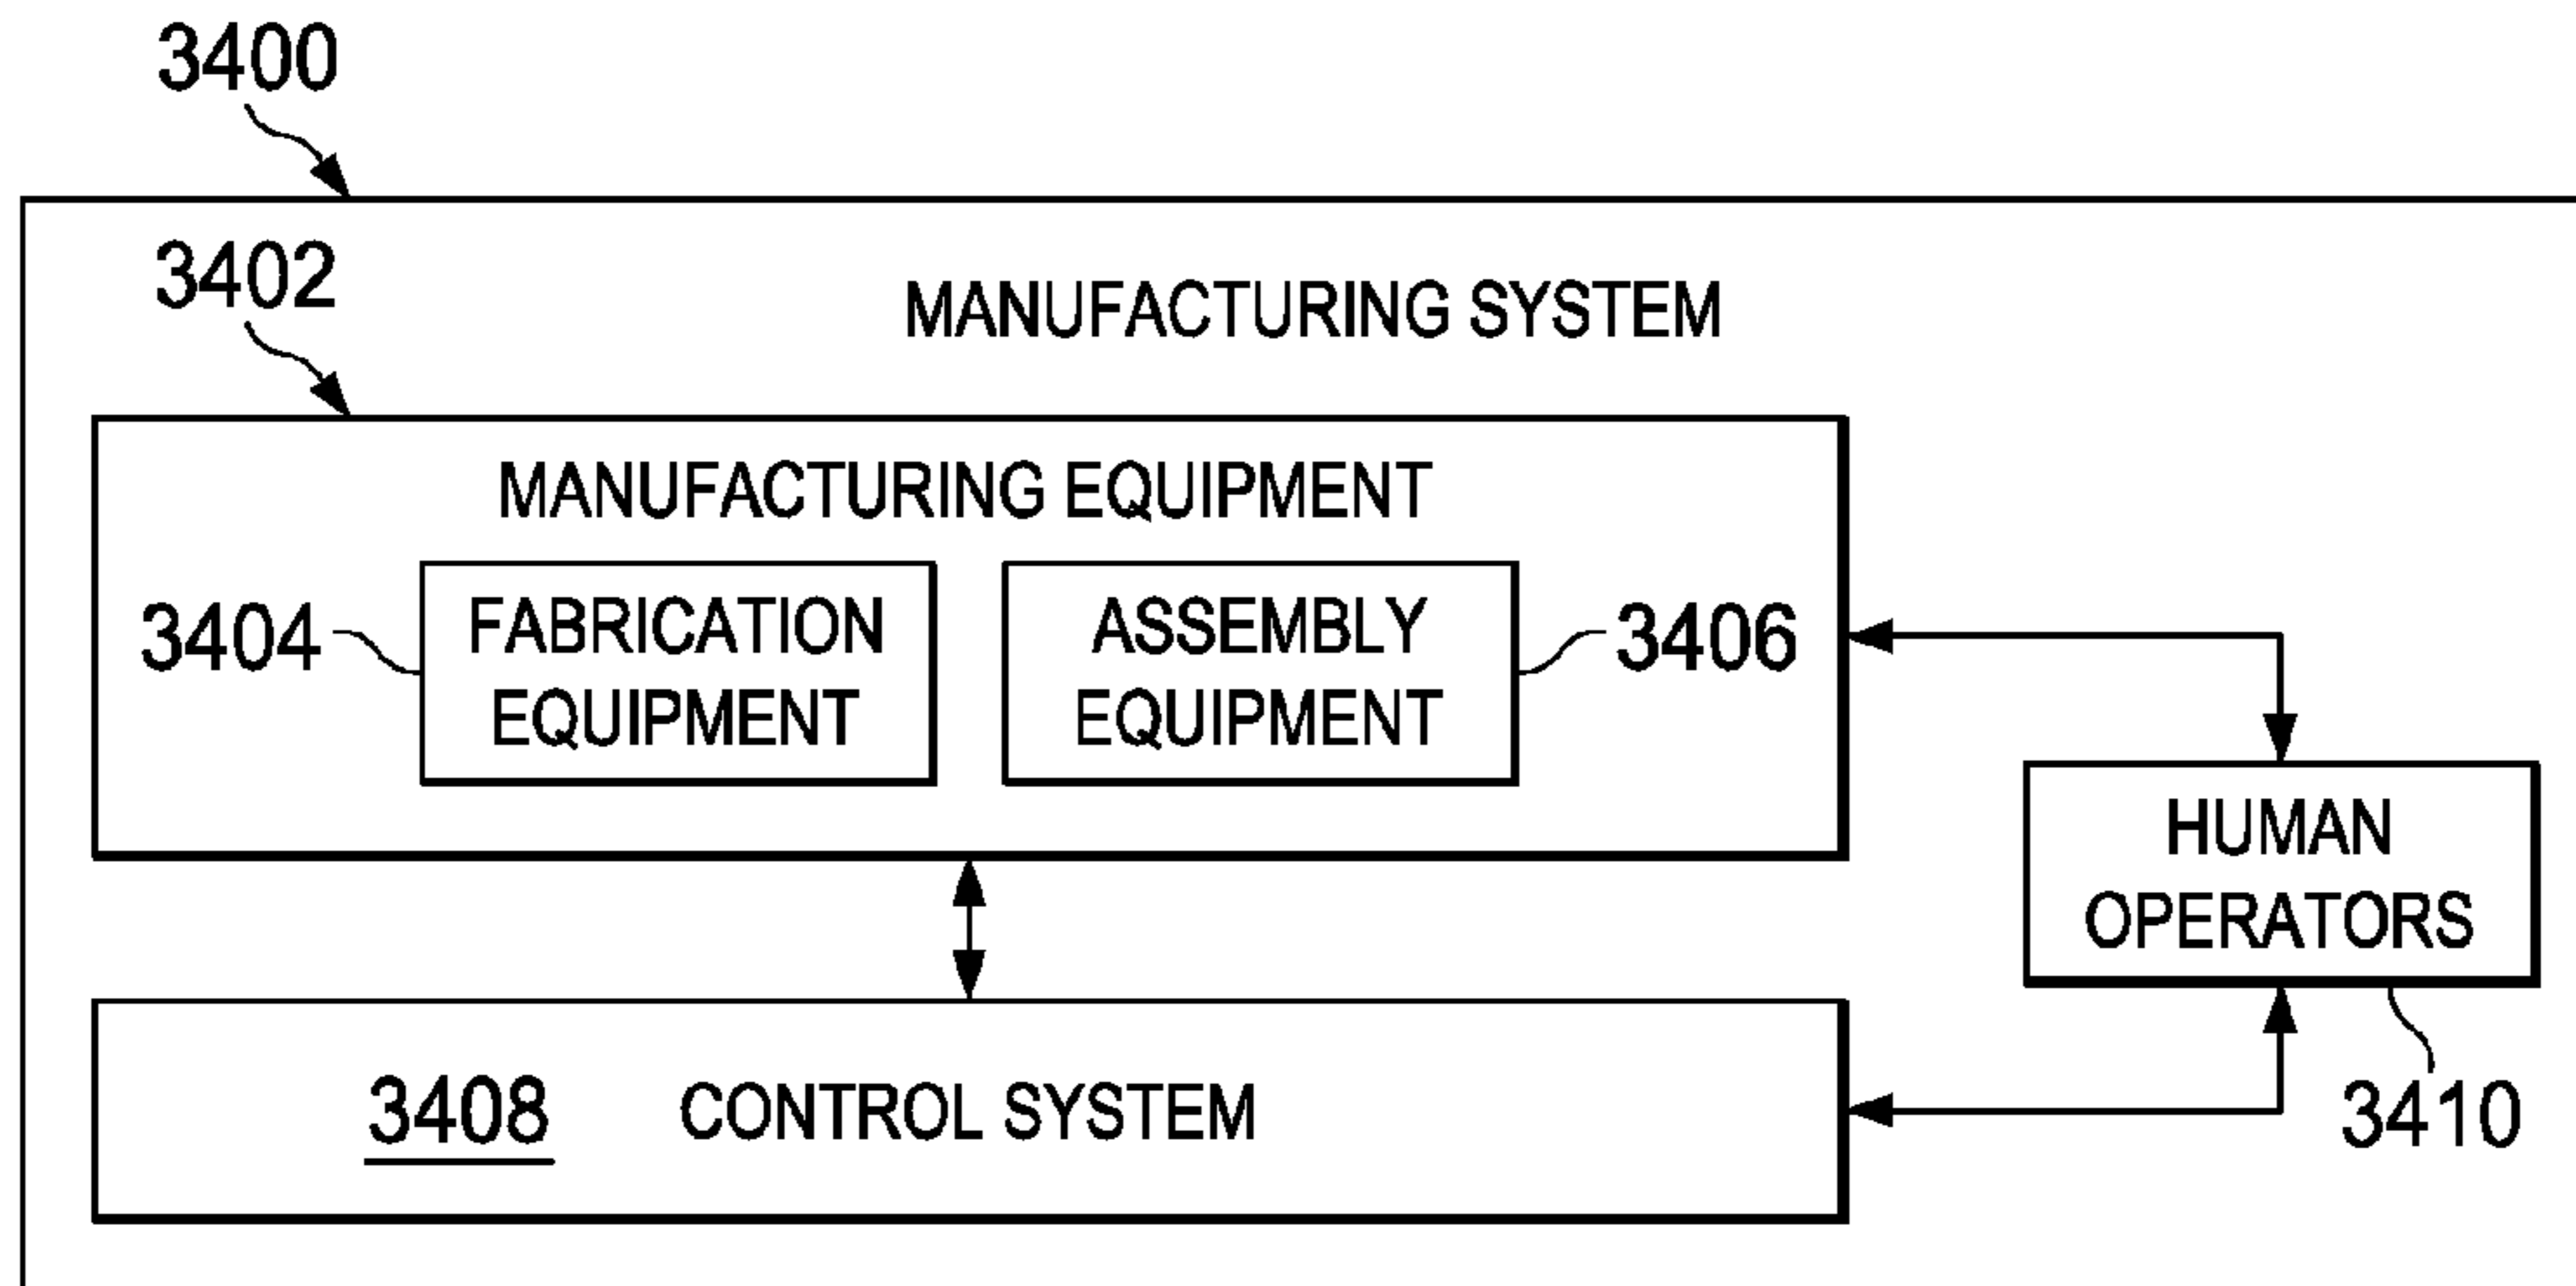 3400
3402
MANUFACTURING SYSTEM
MANUFACTURING EQUIPMENT
3404
FABRICATION
EQUIPMENT
ASSEMBLY
EQUIPMENT
3406
HUMAN
OPERATORS
3408
CONTROL SYSTEM
3410